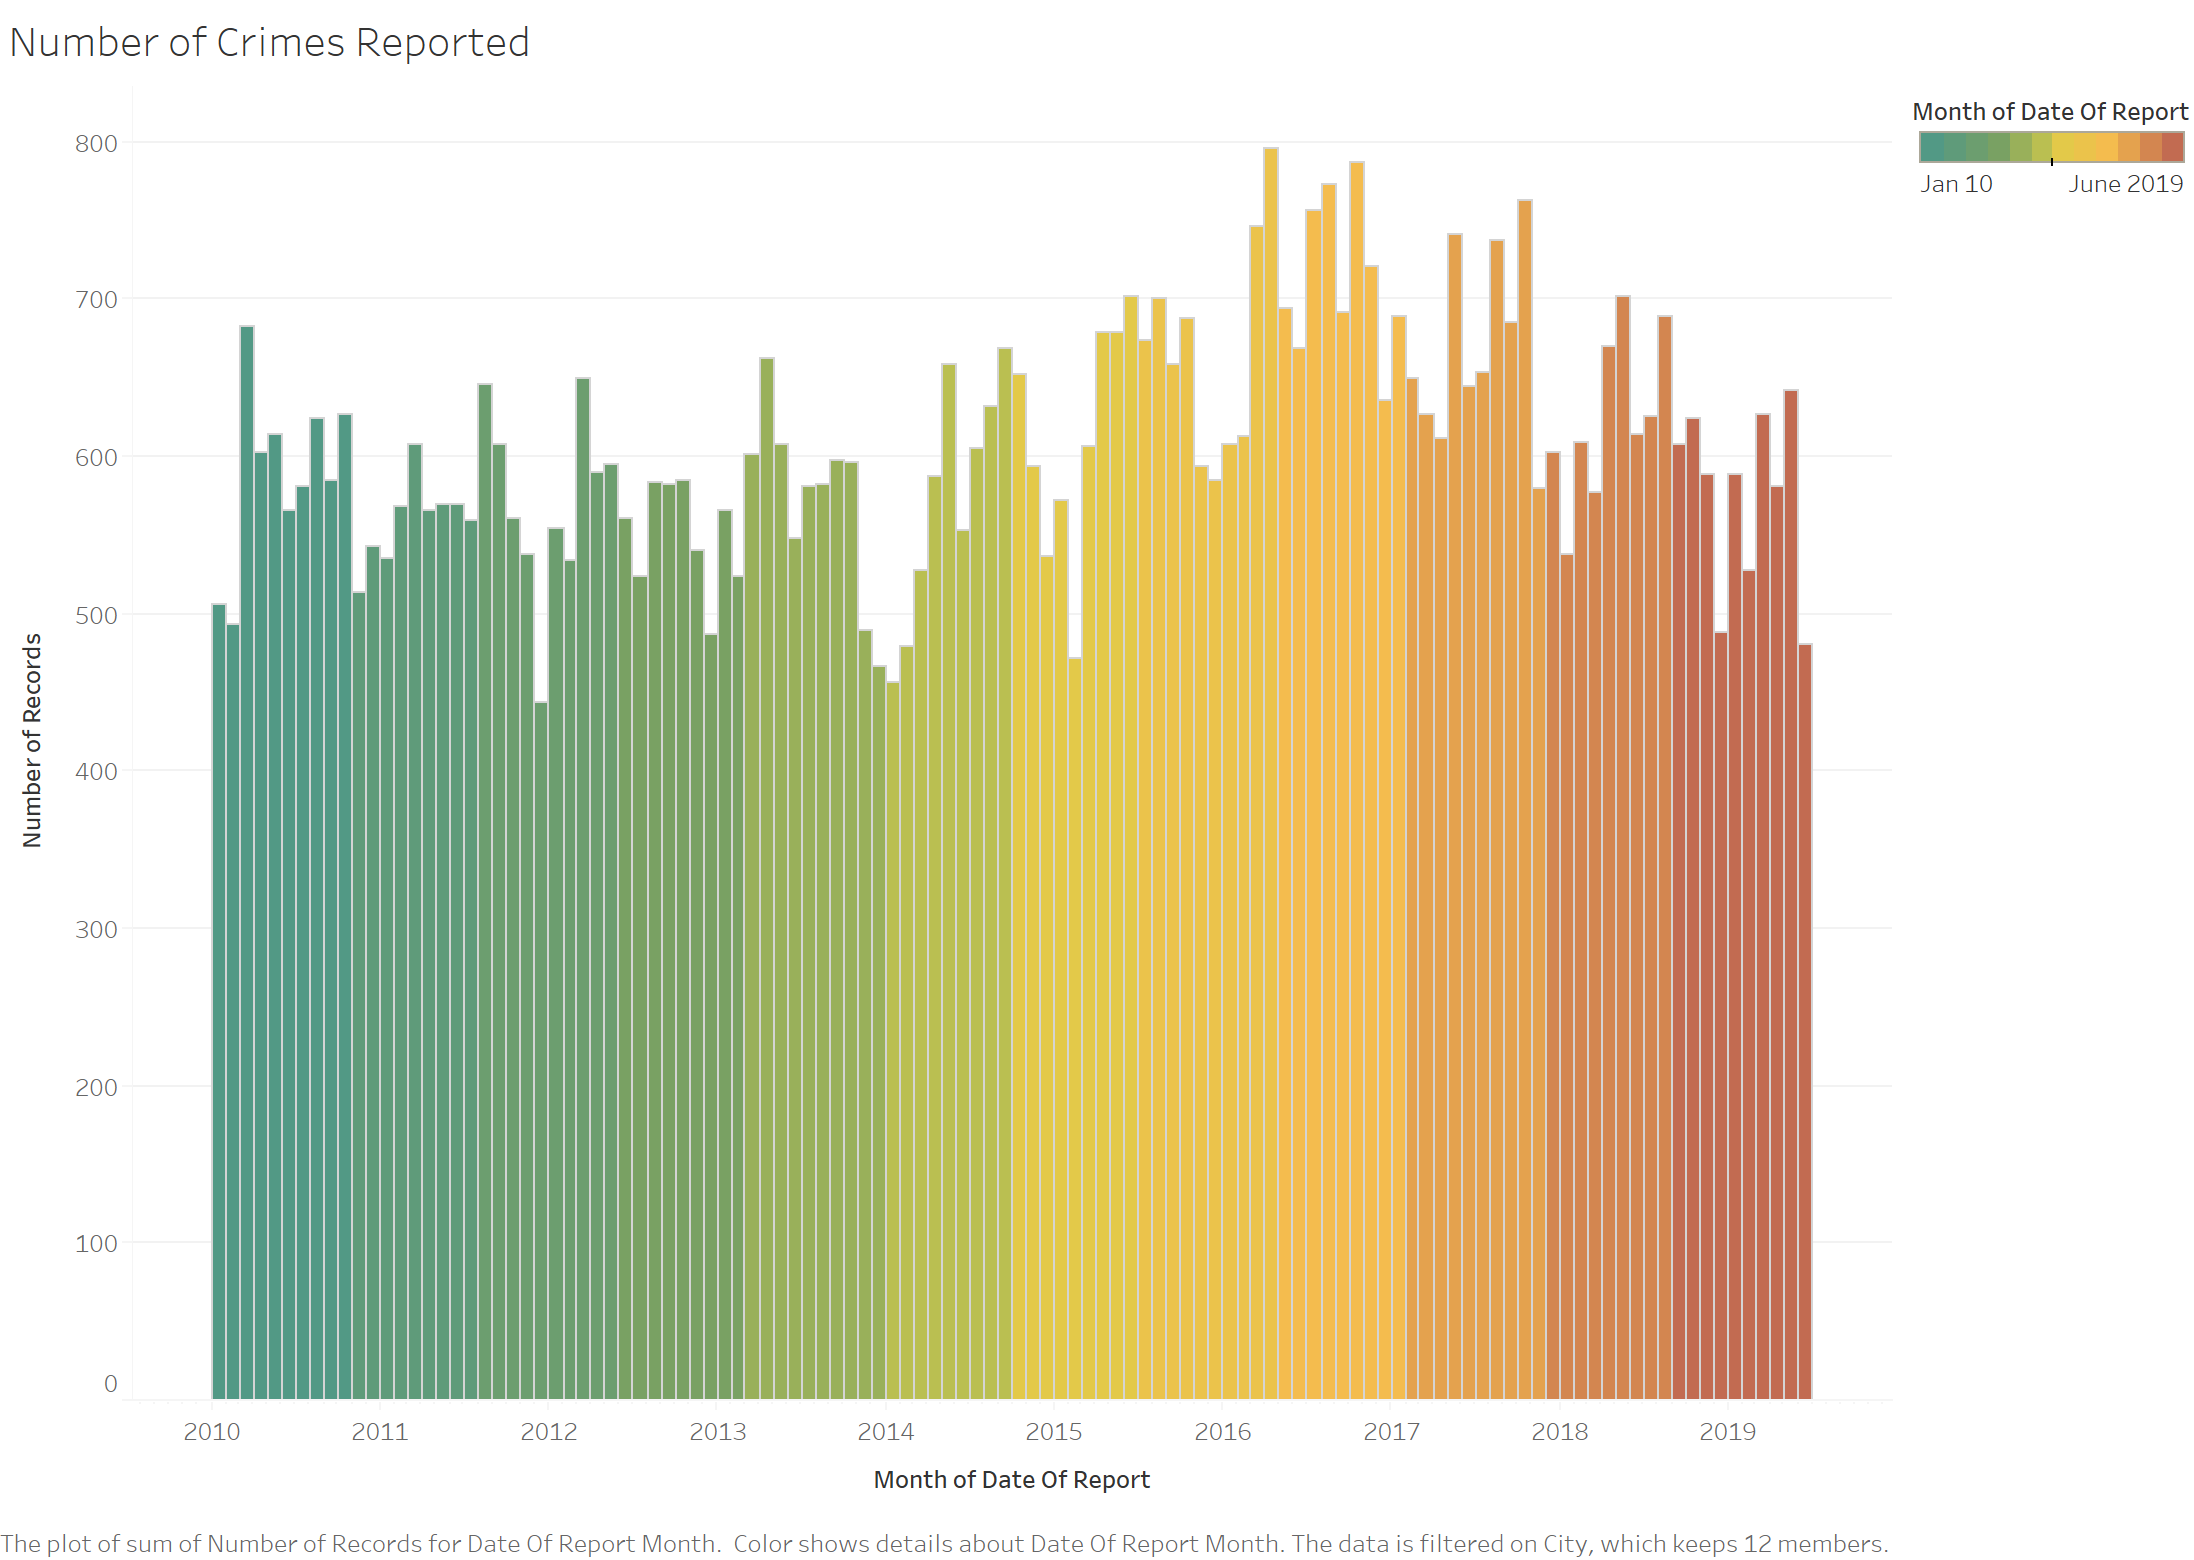 Number of Crimes Reported
Month of Date Of Report
Jan 10 June 2019
800
700
600
500
400
300
200
100
0
Number of Records
2010 2011 2012 2013 2014 2015 2016 2017 2018 2019
Month of Date Of Report
The plot of sum of Number of Records for Date Of Report Month.  Color shows details about Date Of Report Month. The data is filtered on City, which keeps 12 members.